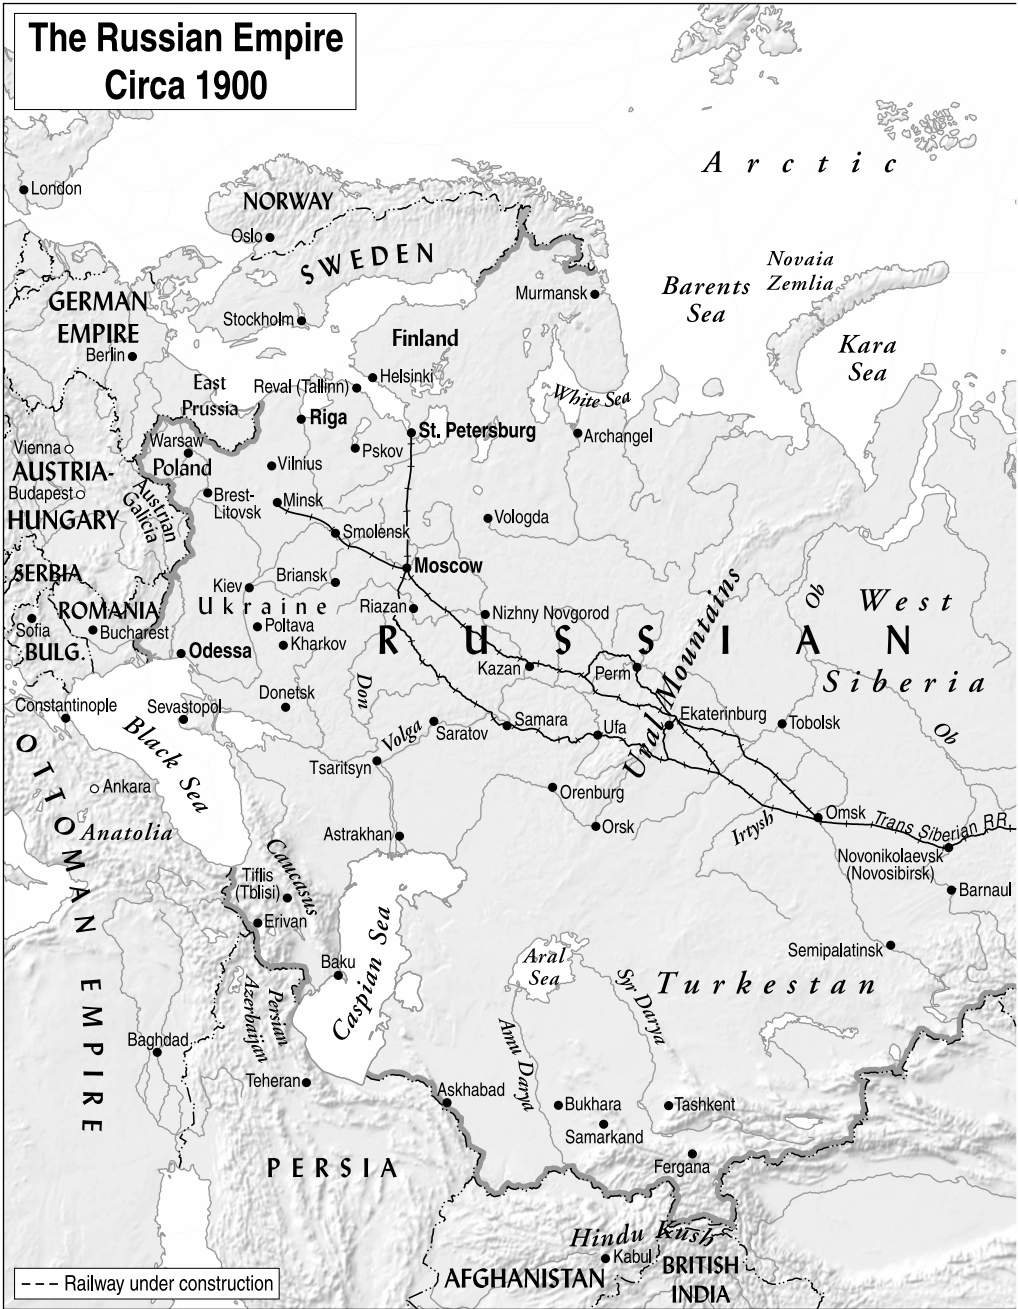 The Russian Empire
Circa 1900
Arctic
London
NORWAY
Oslo
SWEDEN
Novaia
Zemlia
Barents
Sea
Murmansk
GERMAN
EMPIRE
Stockholm
Finland
Kara
Sea
Berlin
East
Prussia
Reval (Tallinn)
Helsinki
White Sea
Riga
St. Petersburg
Archangel
Vienna
Warsaw
Poland
Pskov
AUSTRIA-
HUNGARY
Budapest
Vilnius
Brest-
Litovsk
Minsk
Austrian
Galicia
Smolensk
Vologda
Moscow
SERBIA
Kiev
Briansk
Ukraine
Riazan
Nizhny Novgorod
Ob
West
Siberia
ROMANIA
Sofia
Bucharest
BULG.
Poltava
Kharkov
Odessa
RUSSIAN
Kazan
Perm
Ural Mountains
Constantinople
Black Sea
Sevastopol
Donetsk
Don
Volga
Saratov
Samara
Ufa
Ekaterinburg
Tobolsk
Ob
Tsaritsyn
OTTOMAN EMPIRE
Ankara
Anatolia
Orenburg
Orsk
Astrakhan
Irtysh
Omsk
Trans Siberian RR
Novonikolaevsk
(Novosibirsk)
Barnaul
Caucasus
Tiflis
(Tblisi)
Erivan
Semipalatinsk
Baku
Caspian Sea
Aral
Sea
Syr Darya
Turkestan
Persian
Azerbaijan
Baghdad
Teheran
Amu Darya
Askhabad
Bukhara
Tashkent
Samarkand
Fergana
PERSIA
Hindu Kush
Kabul
AFGHANISTAN
BRITISH
INDIA
Railway under construction